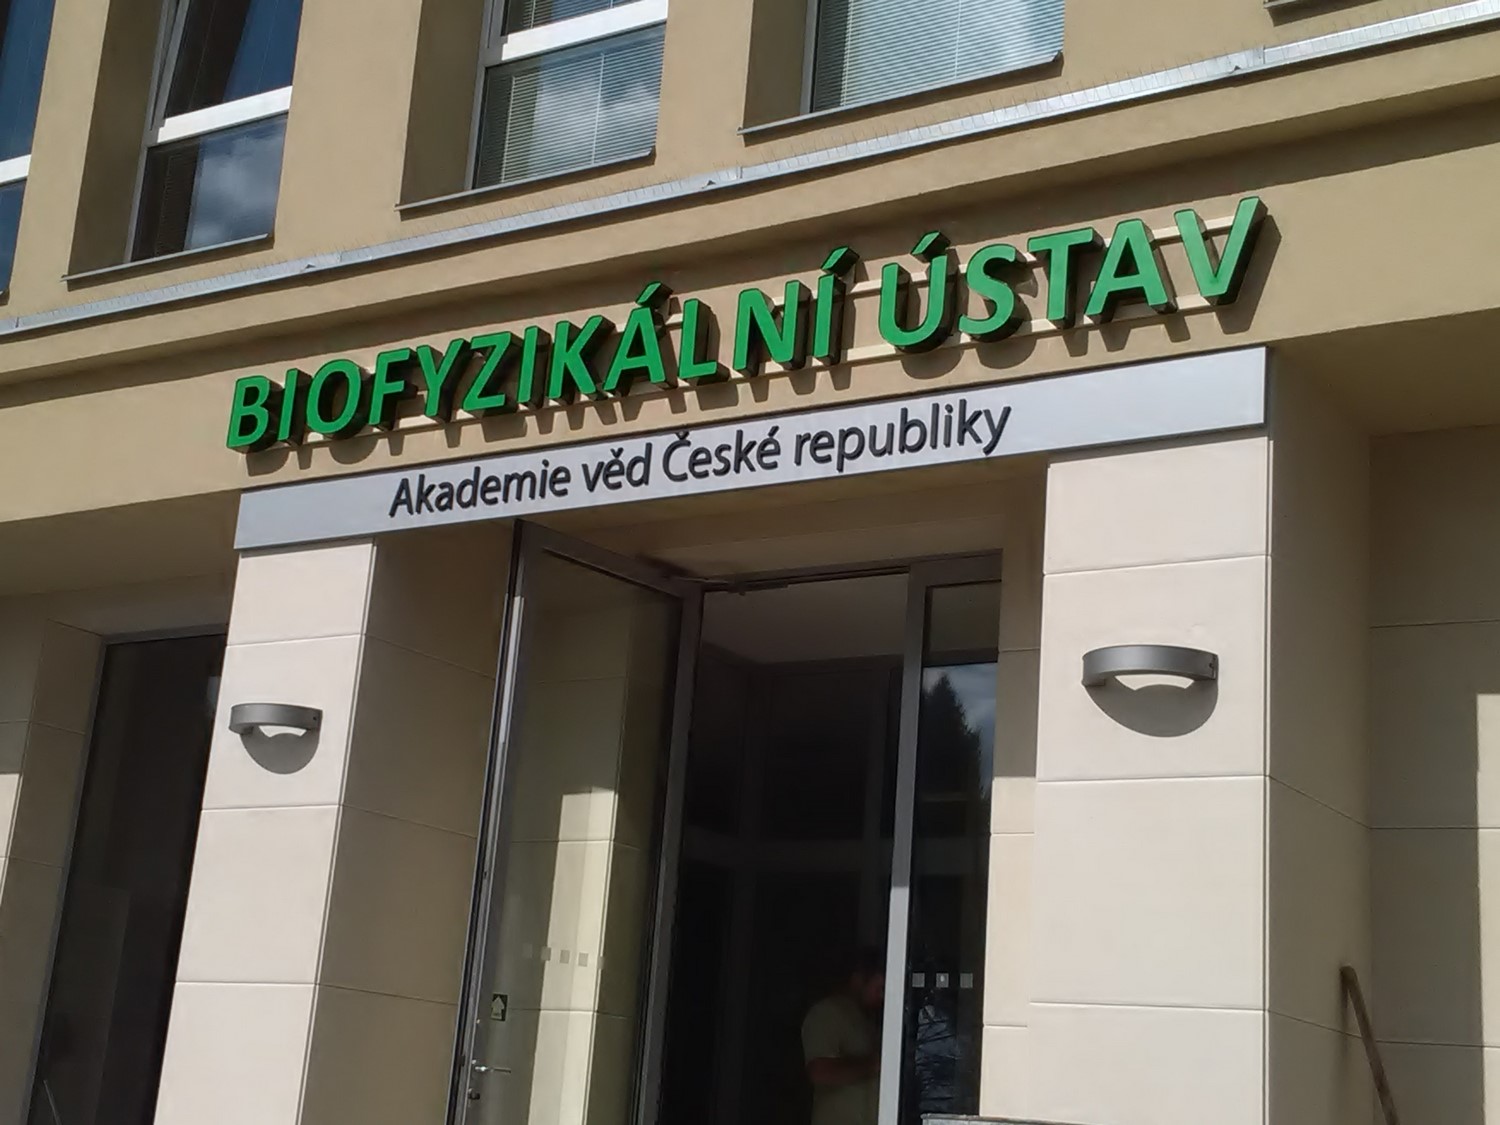 BIOFYZIKÁLNÍ ÚSTAV
Akademie věd České republiky